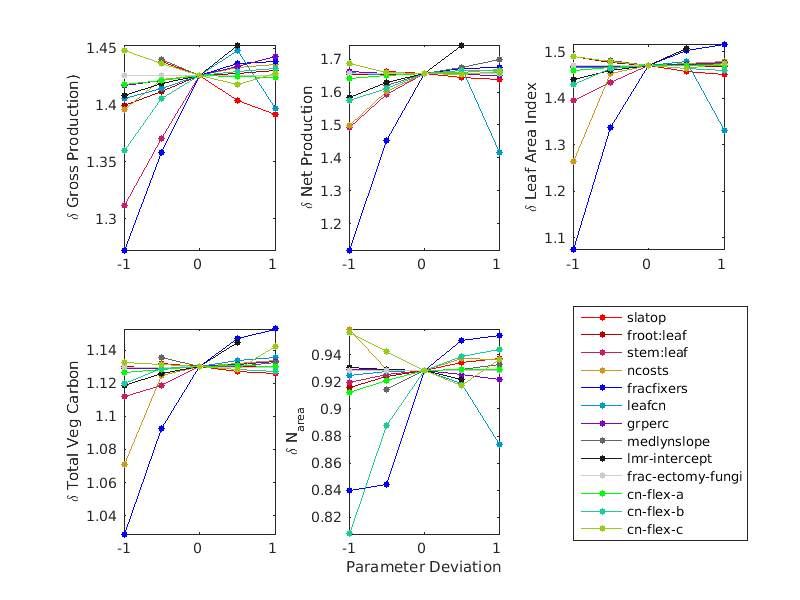 δ Gross Production)
1.45
1.4
1.35
1.3
-1
0
1
δ Net Production
1.7
1.6
1.5
1.4
1.3
1.2
-1
0
1
δ Leaf Area Index
1.5
1.4
1.3
1.2
1.1
-1
0
1
δ Total Veg Carbon
1.14
1.12
1.1
1.08
1.06
1.04
-1
0
1
δ N_area
0.94
0.92
0.9
0.88
0.86
0.84
0.82
-1
0
1
Parameter Deviation
slatop
froot:leaf
stem:leaf
ncosts
fracfixers
leafcn
grperc
medlynslope
lmr-intercept
frac-ectomy-fungi
cn-flex-a
cn-flex-b
cn-flex-c